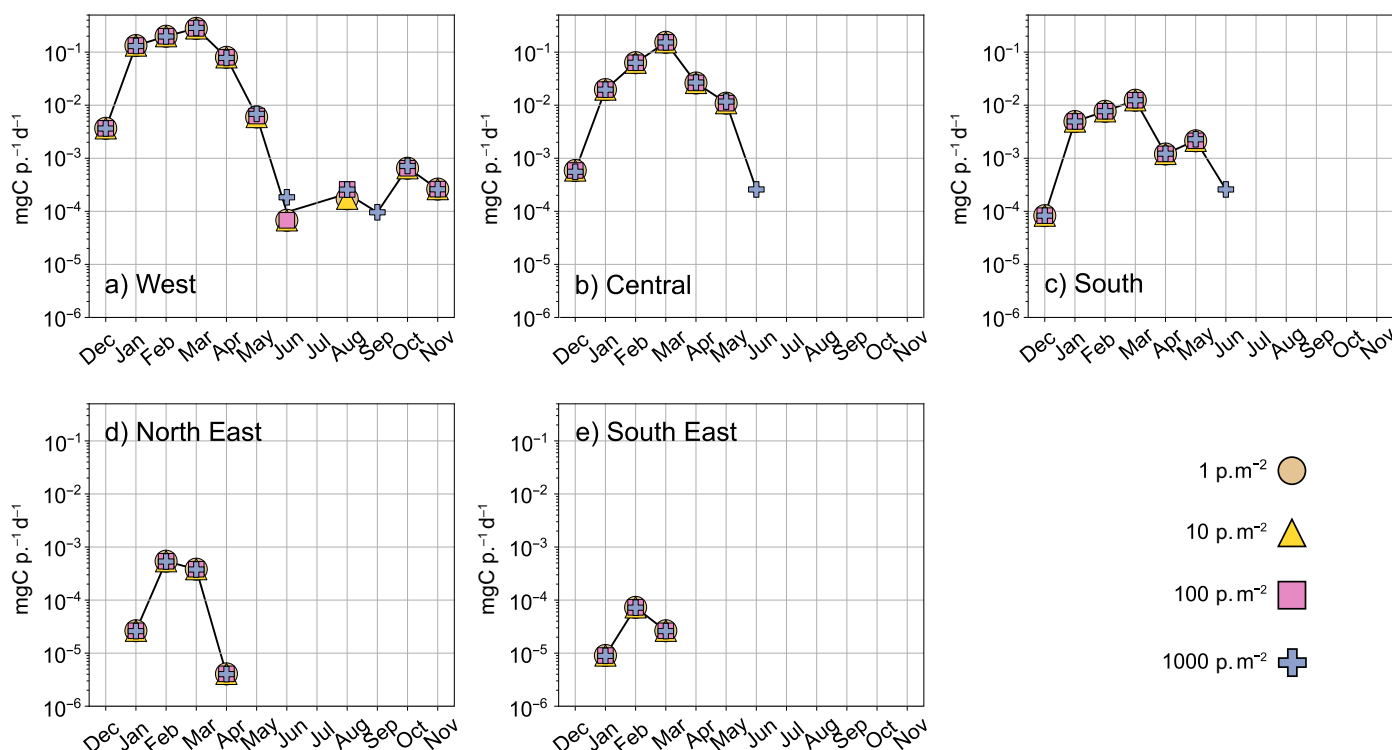 mgC p.⁻¹ d⁻¹
10⁻¹
10⁻²
10⁻³
10⁻⁴
10⁻⁵
10⁻⁶
a) West
Dec Jan Feb Mar Apr May Jun Jul Aug Sep Oct Nov
mgC p.⁻¹ d⁻¹
10⁻¹
10⁻²
10⁻³
10⁻⁴
10⁻⁵
10⁻⁶
b) Central
Dec Jan Feb Mar Apr May Jun Jul Aug Sep Oct Nov
mgC p.⁻¹ d⁻¹
10⁻¹
10⁻²
10⁻³
10⁻⁴
10⁻⁵
10⁻⁶
c) South
Dec Jan Feb Mar Apr May Jun Jul Aug Sep Oct Nov
mgC p.⁻¹ d⁻¹
d) North East
10⁻¹
10⁻²
10⁻³
10⁻⁴
10⁻⁵
10⁻⁶
Dec Jan Feb Mar Apr May Jun Jul Aug Sep Oct Nov
mgC p.⁻¹ d⁻¹
e) South East
10⁻¹
10⁻²
10⁻³
10⁻⁴
10⁻⁵
10⁻⁶
Dec Jan Feb Mar Apr May Jun Jul Aug Sep Oct Nov
1 p.m⁻²
10 p.m⁻²
100 p.m⁻²
1000 p.m⁻²